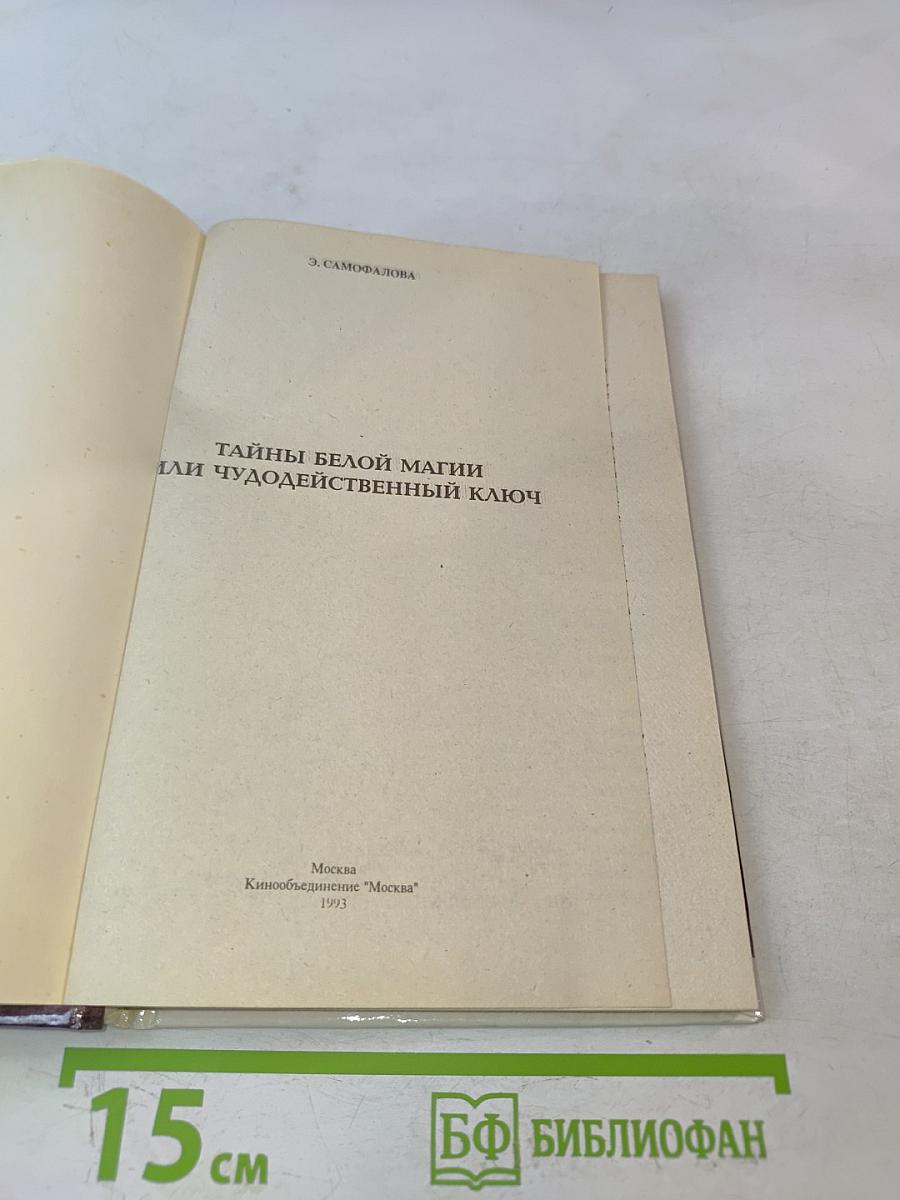 Э. САМОФАЛОВА
ТАЙНЫ БЕЛОЙ МАГИИ
ИЛИ ЧУДОДЕЙСТВЕННЫЙ КЛЮЧ
Москва
Кинообъединение "Москва"
1993
15 см
БФ БИБЛИОФАН